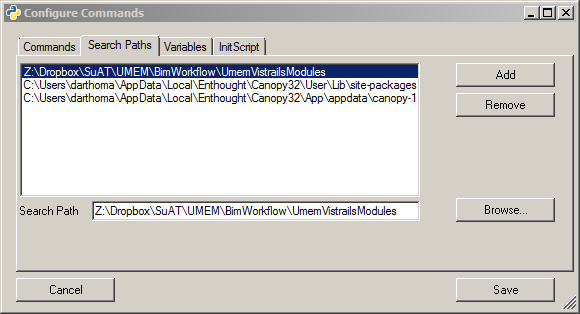 Configure Commands
Commands Search Paths Variables InitScript
Z:\Dropbox\SuAT\UMEM\BimWorkflow\UmemVistrailsModules
C:\Users\darthoma\AppData\Local\Enthought\Canopy32\User\Lib\site-packages
C:\Users\darthoma\AppData\Local\Enthought\Canopy32\App\appdata\canopy-1
Add
Remove
Search Path Z:\Dropbox\SuAT\UMEM\BimWorkflow\UmemVistrailsModules Browse...
Cancel Save